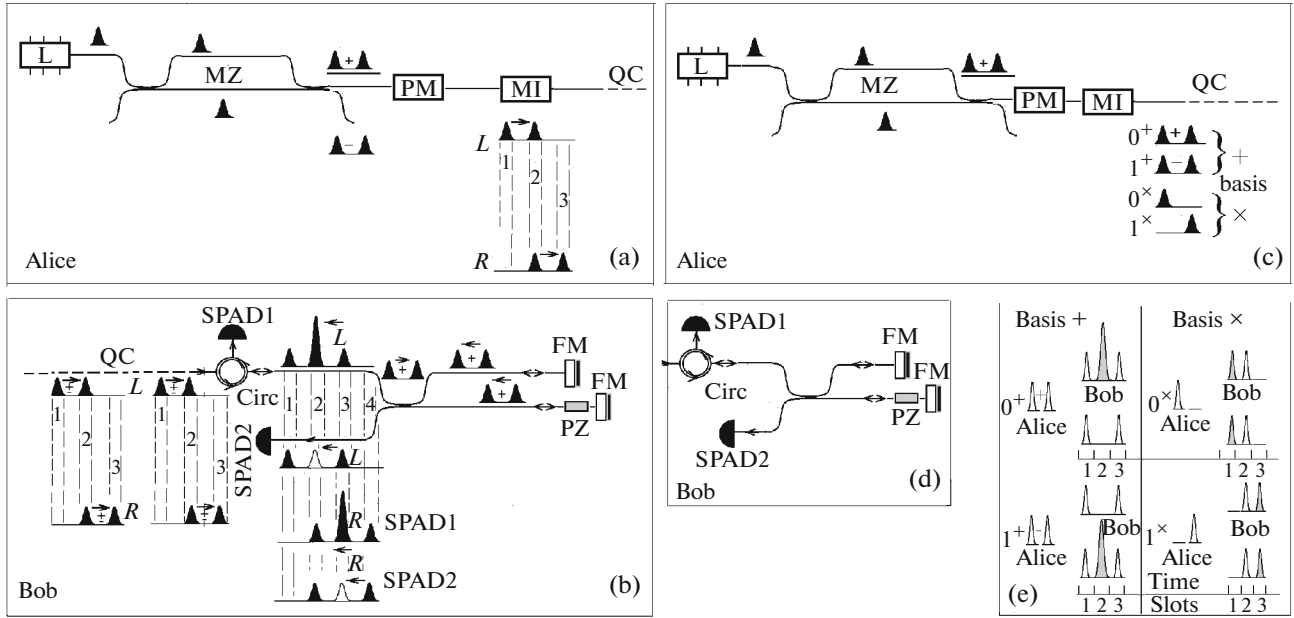 L
MZ
+
PM
MI
QC
–
L
1
2
3
R
Alice
(a)
L
MZ
+
PM
MI
QC
0+ +
1+ –
+
basis
0×
1×
×
Alice
(c)
SPAD1
QC
L
Circ
L
+
+
FM
FM
PZ
1
2
3
1
2
3
1
2
3
4
SPAD2
L
R
R
R
SPAD1
R
SPAD2
Bob
(b)
SPAD1
Circ
FM
FM
PZ
SPAD2
Bob
(d)
Basis +
Basis ×
0+ +
Alice
Bob
0×
Alice
Bob
1 2 3
1 2 3
1+ -
Alice
Bob
1×
Alice
Bob
Time
(e)
1 2 3
Slots
1 2 3